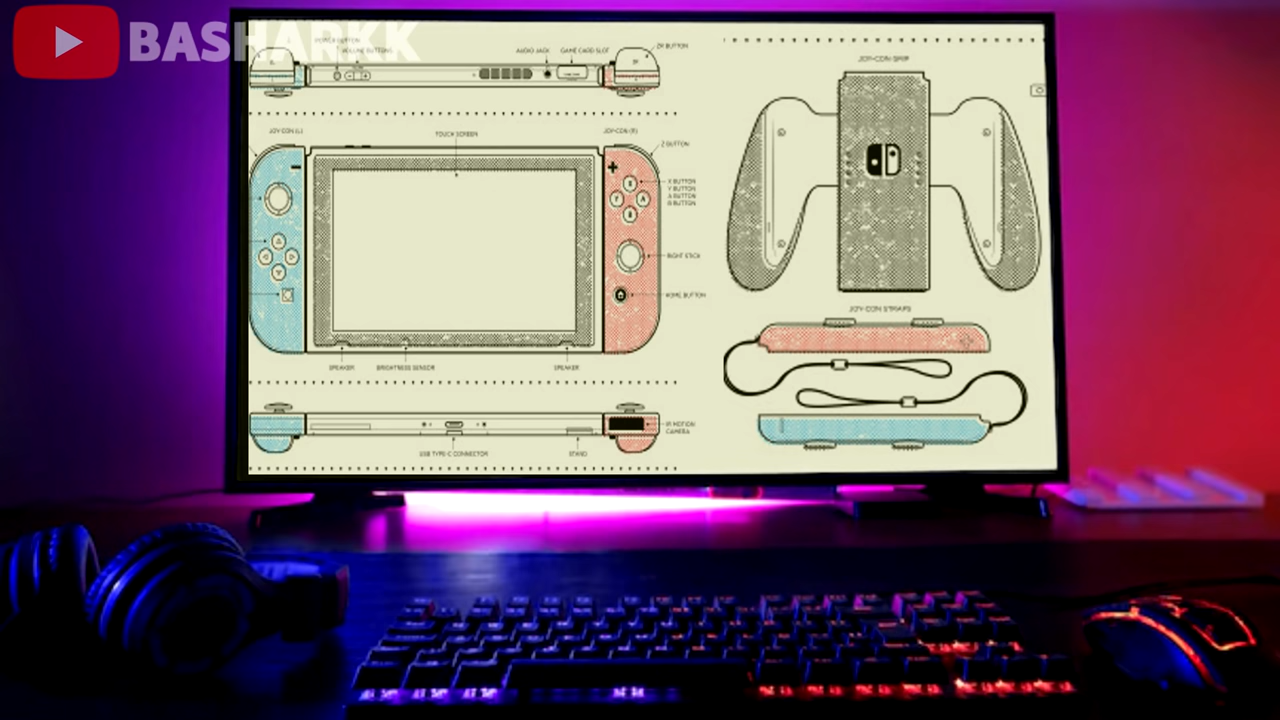 BASHARKK
POWER BUTTON
VOLUME BUTTONS
AUDIO JACK
GAME CARD SLOT
ZR BUTTON
JOY-CON (L)
TOUCH SCREEN
JOY-CON (R)
Z BUTTON
X BUTTON
Y BUTTON
A BUTTON
B BUTTON
X
Y
A
B
RIGHT STICK
HOME BUTTON
SPEAKER
BRIGHTNESS SENSOR
SPEAKER
IR MOTION
CAMERA
USB TYPE-C CONNECTOR
STAND
JOY-CON GRIP
JOY-CON STRAPS